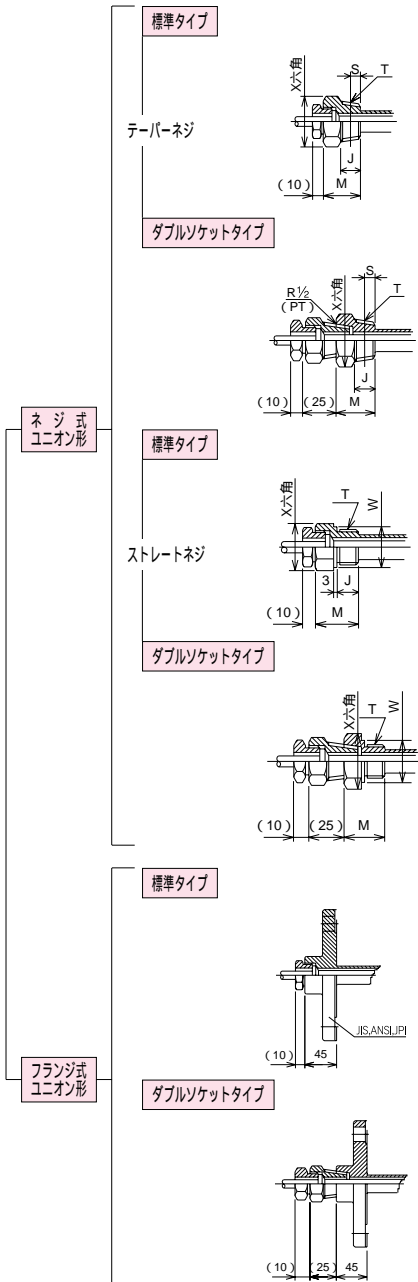 標準タイプ
X六角
S
T
テーパーネジ
J
(10)
M
ダブルソケットタイプ
R½
(PT)
X六角
S
T
J
(10)
(25)
M
ネジ式
ユニオン形
標準タイプ
X六角
T
W
ストレートネジ
3
J
(10)
M
ダブルソケットタイプ
X六角
T
W
(10)
(25)
M
標準タイプ
JIS,ANSI,JPI
(10)
45
フランジ式
ユニオン形
ダブルソケットタイプ
(10)
(25)
45